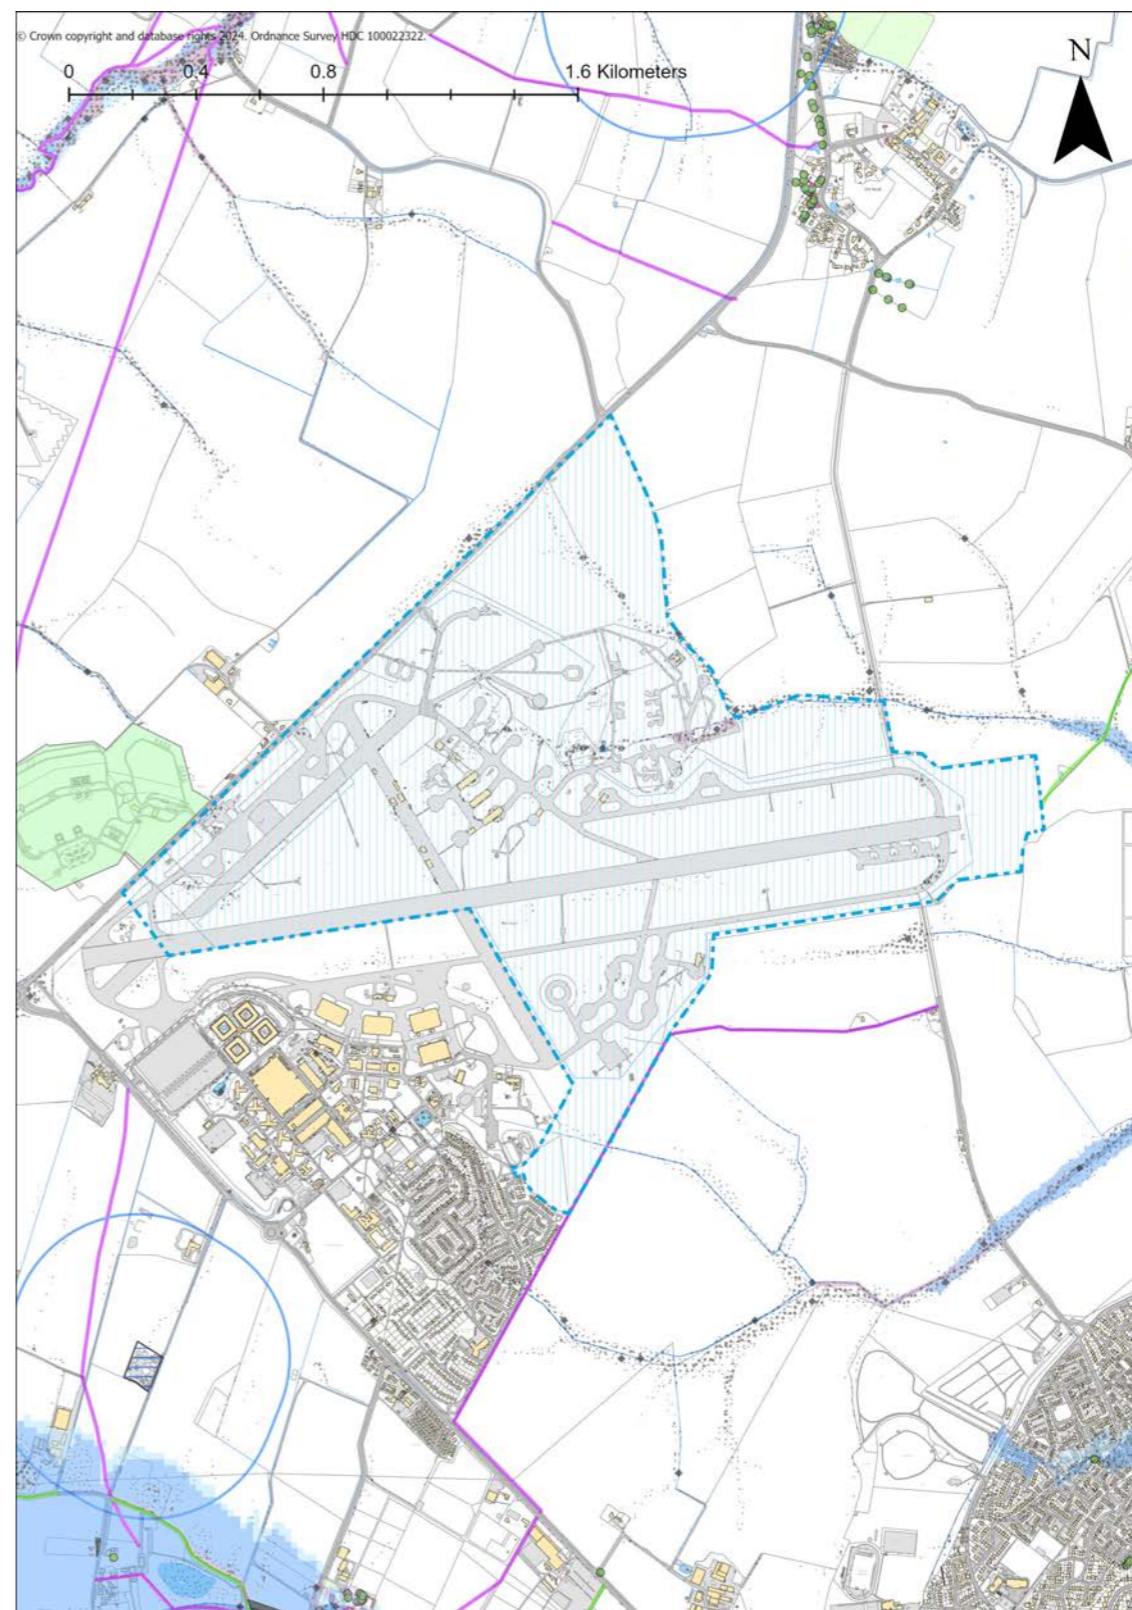 © Crown copyright and database rights 2024. Ordnance Survey HDC 100022322.
0 0.4 0.8 1.6 Kilometers
N